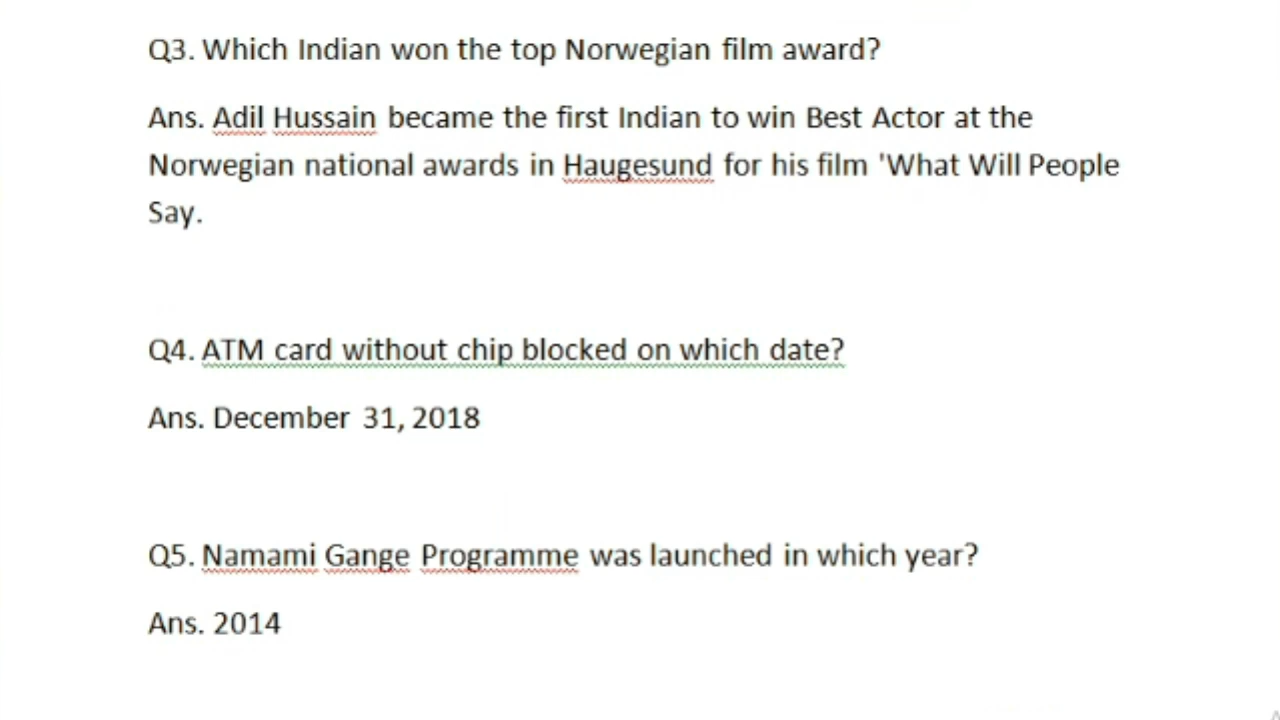 Q3. Which Indian won the top Norwegian film award?
Ans. Adil Hussain became the first Indian to win Best Actor at the
Norwegian national awards in Haugesund for his film 'What Will People
Say.
Q4. ATM card without chip blocked on which date?
Ans. December 31, 2018
Q5. Namami Gange Programme was launched in which year?
Ans. 2014